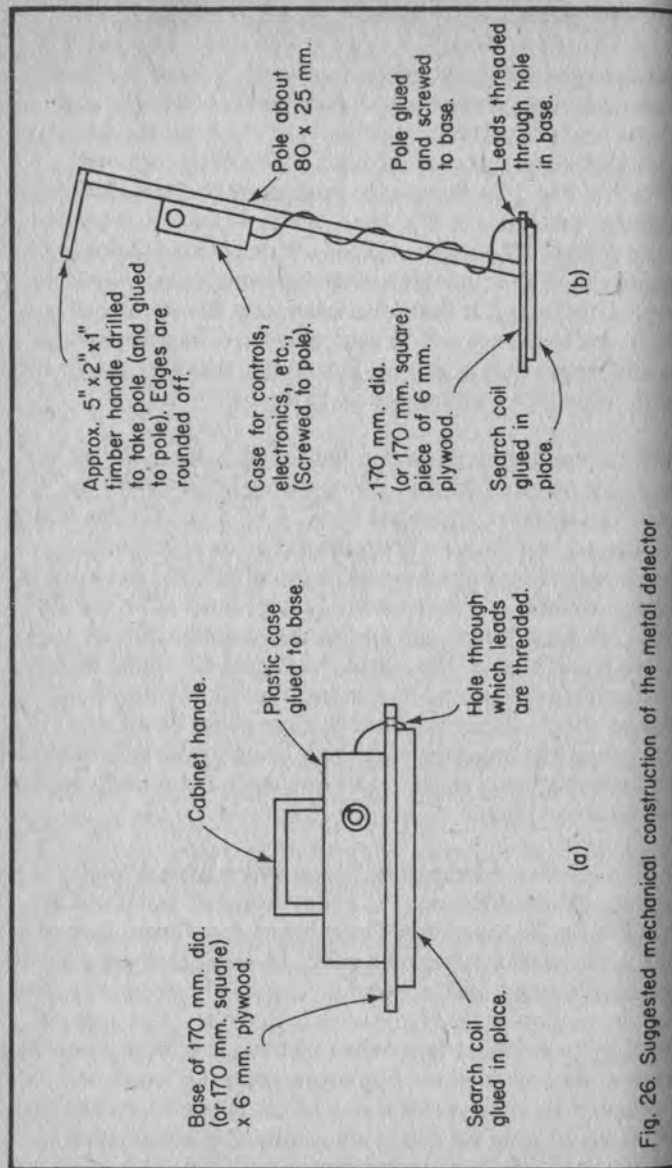 Cabinet handle.
Plastic case
glued to base.
Base of 170 mm. dia.
(or 170 mm. square)
x 6 mm. plywood.
Hole through
which leads
are threaded.
Search coil
glued in place.
(a)
Approx. 5" x 2" x 1"
timber handle drilled
to take pole (and glued
to pole). Edges are
rounded off.
Pole about
80 x 25 mm.
Case for controls,
electronics, etc.,
(Screwed to pole).
Pole glued
and screwed
to base.
170 mm. dia.
(or 170 mm square)
piece of 6 mm.
plywood.
Leads threaded
through hole
in base.
Search coil
glued in
place.
(b)
Fig. 26. Suggested mechanical construction of the metal detector